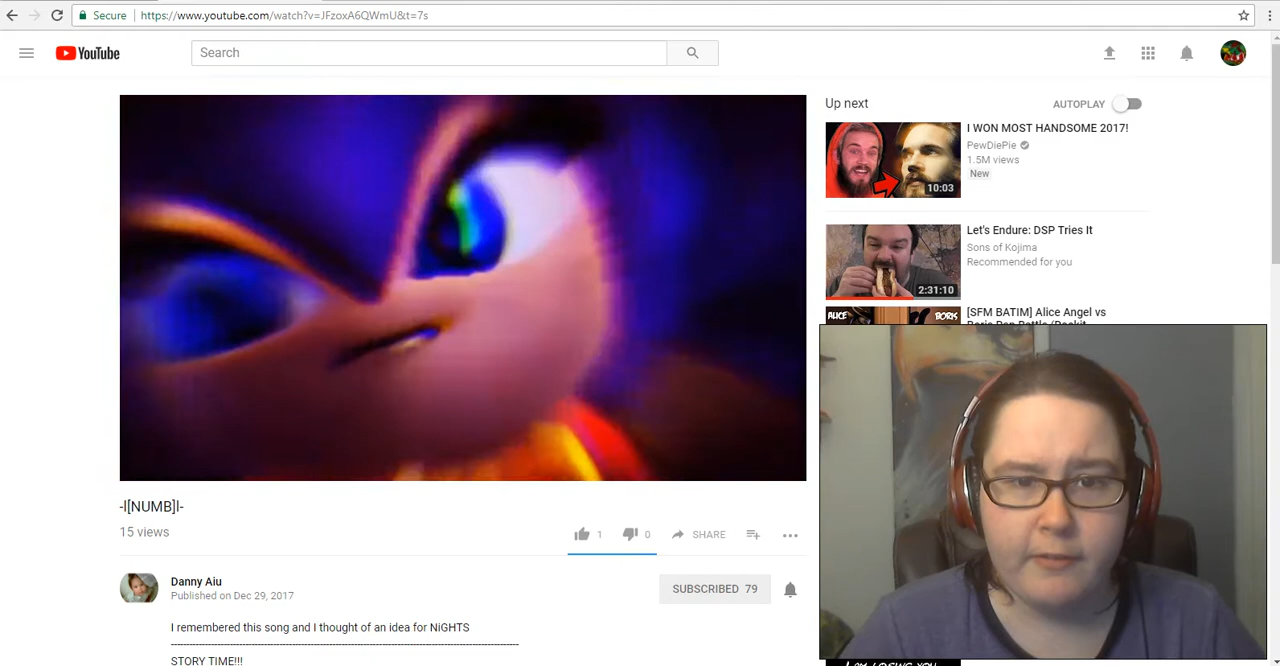 Secure
https://www.youtube.com/watch?v=JFzoxA6QWmU&t=7s
YouTube
Search
Up next
AUTOPLAY
I WON MOST HANDSOME 2017!
PewDiePie
1.5M views
New
10:03
Let's Endure: DSP Tries It
Sons of Kojima
Recommended for you
2:31:10
ALICE
BORIS
[SFM BATIM] Alice Angel vs
-|[NUMB]|-
15 views
1
0
SHARE
Danny Aiu
Published on Dec 29, 2017
SUBSCRIBED 79
I remembered this song and I thought of an idea for NiGHTS
STORY TIME!!!